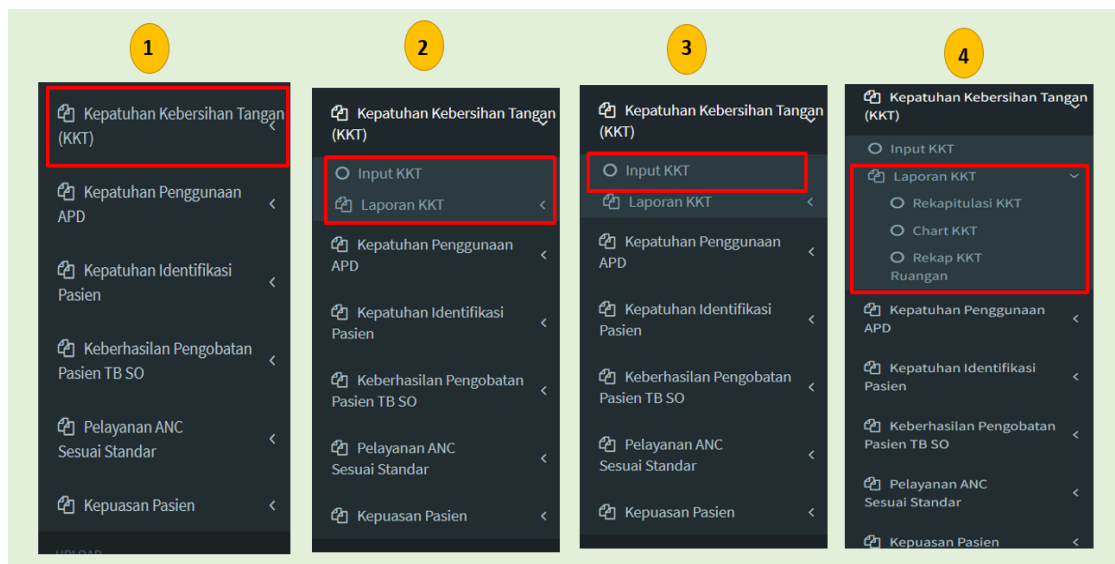 1
Kepatuhan Kebersihan Tangan
(KKT)
Kepatuhan Penggunaan
APD
Kepatuhan Identifikasi
Pasien
Keberhasilan Pengobatan
Pasien TB SO
Pelayanan ANC
Sesuai Standar
Kepuasan Pasien
UPLOAD
2
Kepatuhan Kebersihan Tangan
(KKT)
Input KKT
Laporan KKT
Kepatuhan Penggunaan
APD
Kepatuhan Identifikasi
Pasien
Keberhasilan Pengobatan
Pasien TB SO
Pelayanan ANC
Sesuai Standar
Kepuasan Pasien
3
Kepatuhan Kebersihan Tangan
(KKT)
Input KKT
Laporan KKT
Kepatuhan Penggunaan
APD
Kepatuhan Identifikasi
Pasien
Keberhasilan Pengobatan
Pasien TB SO
Pelayanan ANC
Sesuai Standar
Kepuasan Pasien
4
Kepatuhan Kebersihan Tangan
(KKT)
Input KKT
Laporan KKT
Rekapitulasi KKT
Chart KKT
Rekap KKT
Ruangan
Kepatuhan Penggunaan
APD
Kepatuhan Identifikasi
Pasien
Keberhasilan Pengobatan
Pasien TB SO
Pelayanan ANC
Sesuai Standar
Kepuasan Pasien